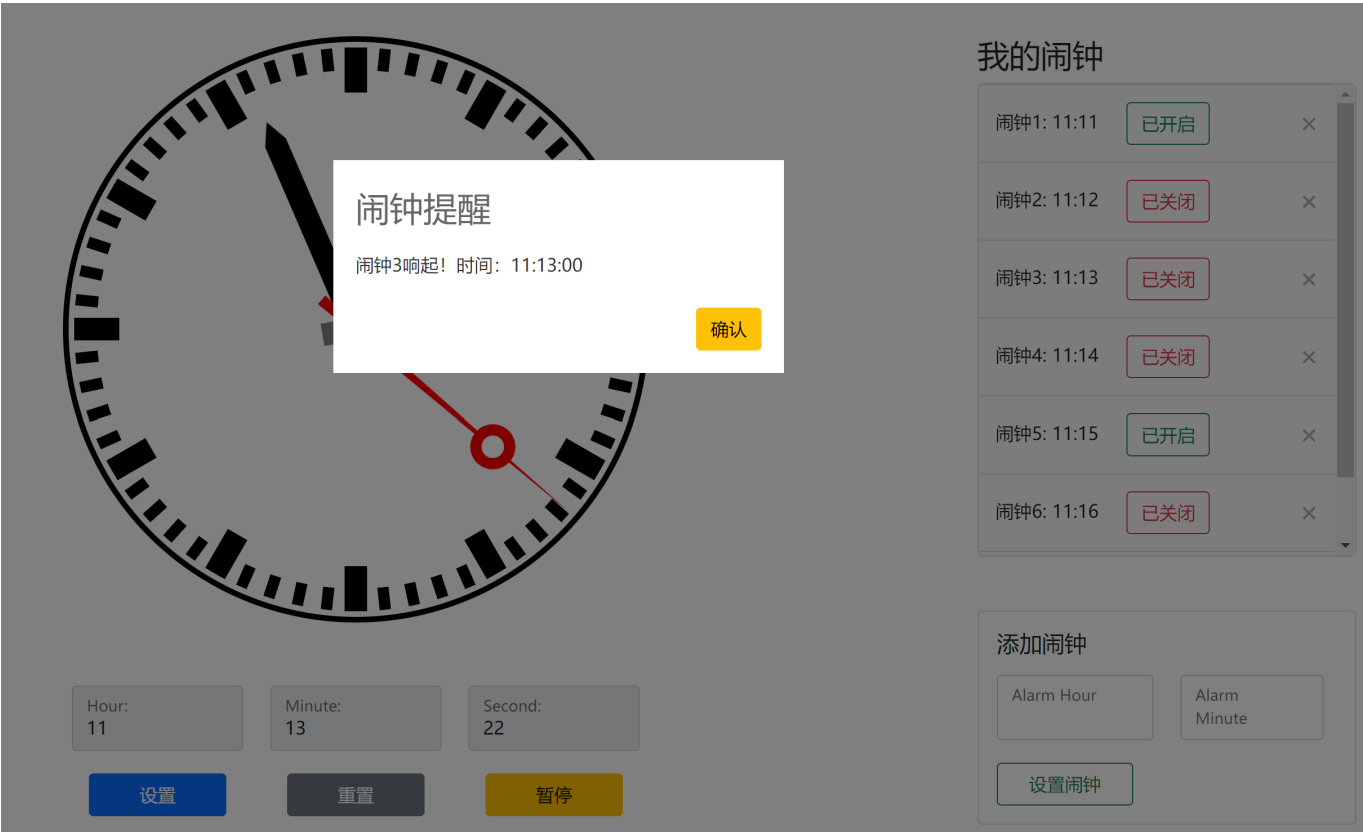 我的闹钟
闹钟1: 11:11 已开启 ×
闹钟2: 11:12 已关闭 ×
闹钟3: 11:13 已关闭 ×
闹钟4: 11:14 已关闭 ×
闹钟5: 11:15 已开启 ×
闹钟6: 11:16 已关闭 ×
闹钟提醒
闹钟3响起！时间：11:13:00
确认
添加闹钟
Alarm Hour
Alarm
Minute
设置闹钟
Hour:
11
Minute:
13
Second:
22
设置
重置
暂停